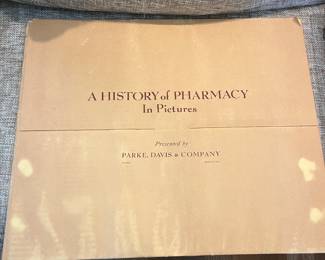 A HISTORY of PHARMACY
In Pictures
Presented by
PARKE, DAVIS & COMPANY